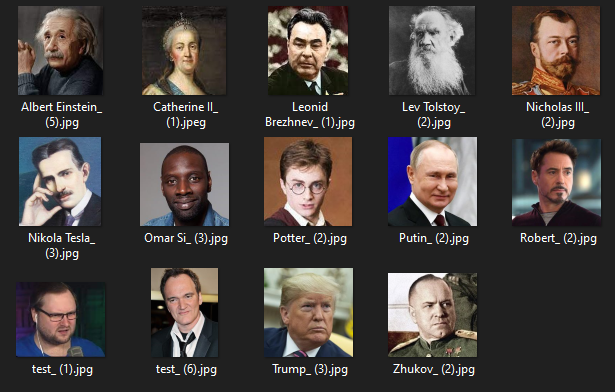 Albert Einstein_
(5).jpg
Catherine II_
(1).jpeg
Leonid
Brezhnev_ (1).jpg
Lev Tolstoy_
(2).jpg
Nicholas III_
(2).jpg
Nikola Tesla_
(3).jpg
Omar Si_ (3).jpg
Potter_ (2).jpg
Putin_ (2).jpg
Robert_ (2).jpg
test_ (1).jpg
test_ (6).jpg
Trump_ (3).jpg
Zhukov_ (2).jpg